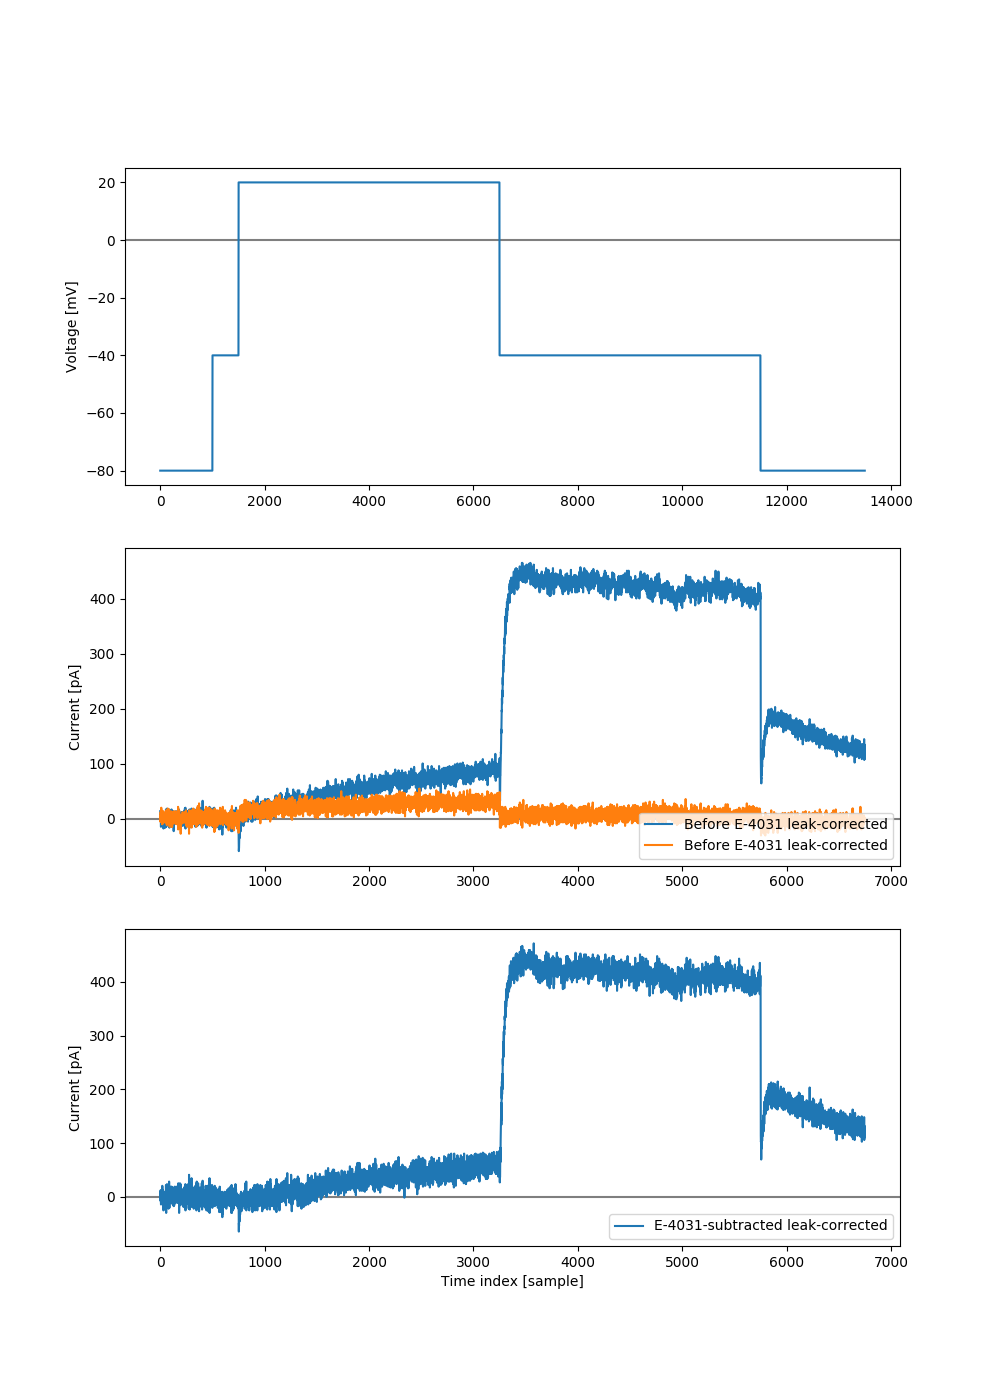 20
0
−20
−40
−60
−80
Voltage [mV]
0 2000 4000 6000 8000 10000 12000 14000
400
300
200
100
0
Current [pA]
Before E-4031 leak-corrected
Before E-4031 leak-corrected
0 1000 2000 3000 4000 5000 6000 7000
400
300
200
100
0
Current [pA]
E-4031-subtracted leak-corrected
0 1000 2000 3000 4000 5000 6000 7000
Time index [sample]